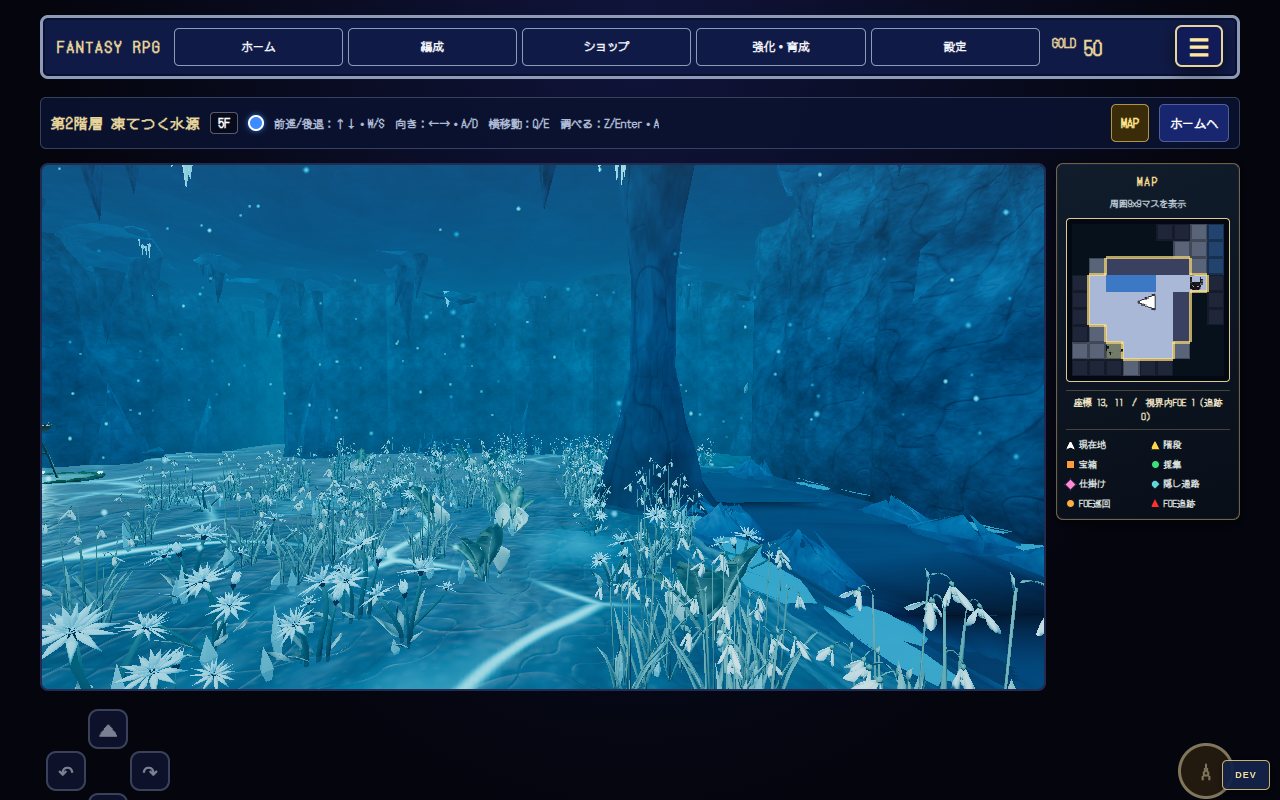 FANTASY RPG
ホーム
編成
ショップ
強化・育成
設定
GOLD 50
第2階層 凍てつく水源
5F
前進/後退：↑↓・W/S 向き：←→・A/D 横移動：Q/E 調べる：Z/Enter・A
MAP
ホームへ
MAP
周囲9x9マスを表示
座標 13, 11 / 視界内FOE 1（追跡
0）
現在地
階段
宝箱
採集
仕掛け
隠し通路
FOE巡回
FOE追跡
A
DEV